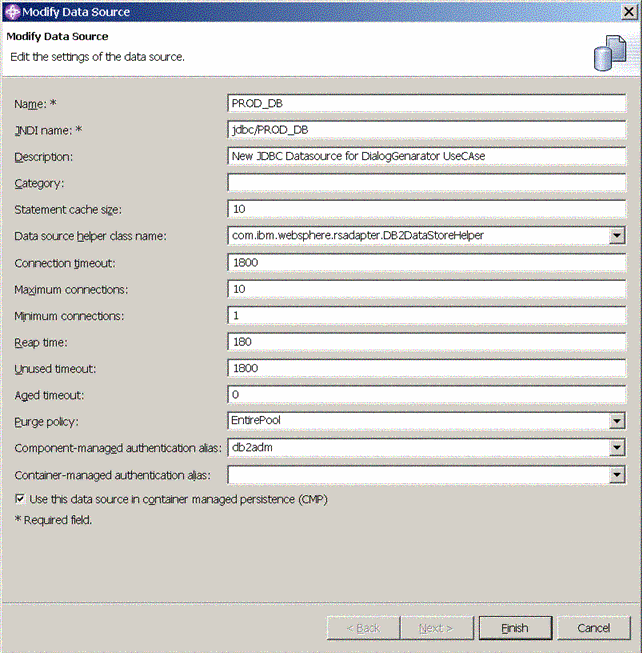 Modify Data Source
Modify Data Source
Edit the settings of the data source.
Name: * PROD_DB
JNDI name: * jdbc/PROD_DB
Description: New JDBC Datasource for DialogGenarator UseCAse
Category:
Statement cache size: 10
Data source helper class name: com.ibm.websphere.rsadapter.DB2DataStoreHelper
Connection timeout: 1800
Maximum connections: 10
Minimum connections: 1
Reap time: 180
Unused timeout: 1800
Aged timeout: 0
Purge policy: EntirePool
Component-managed authentication alias: db2adm
Container-managed authentication alias:
Use this data source in container managed persistence (CMP)
* Required field.
< Back Next > Finish Cancel